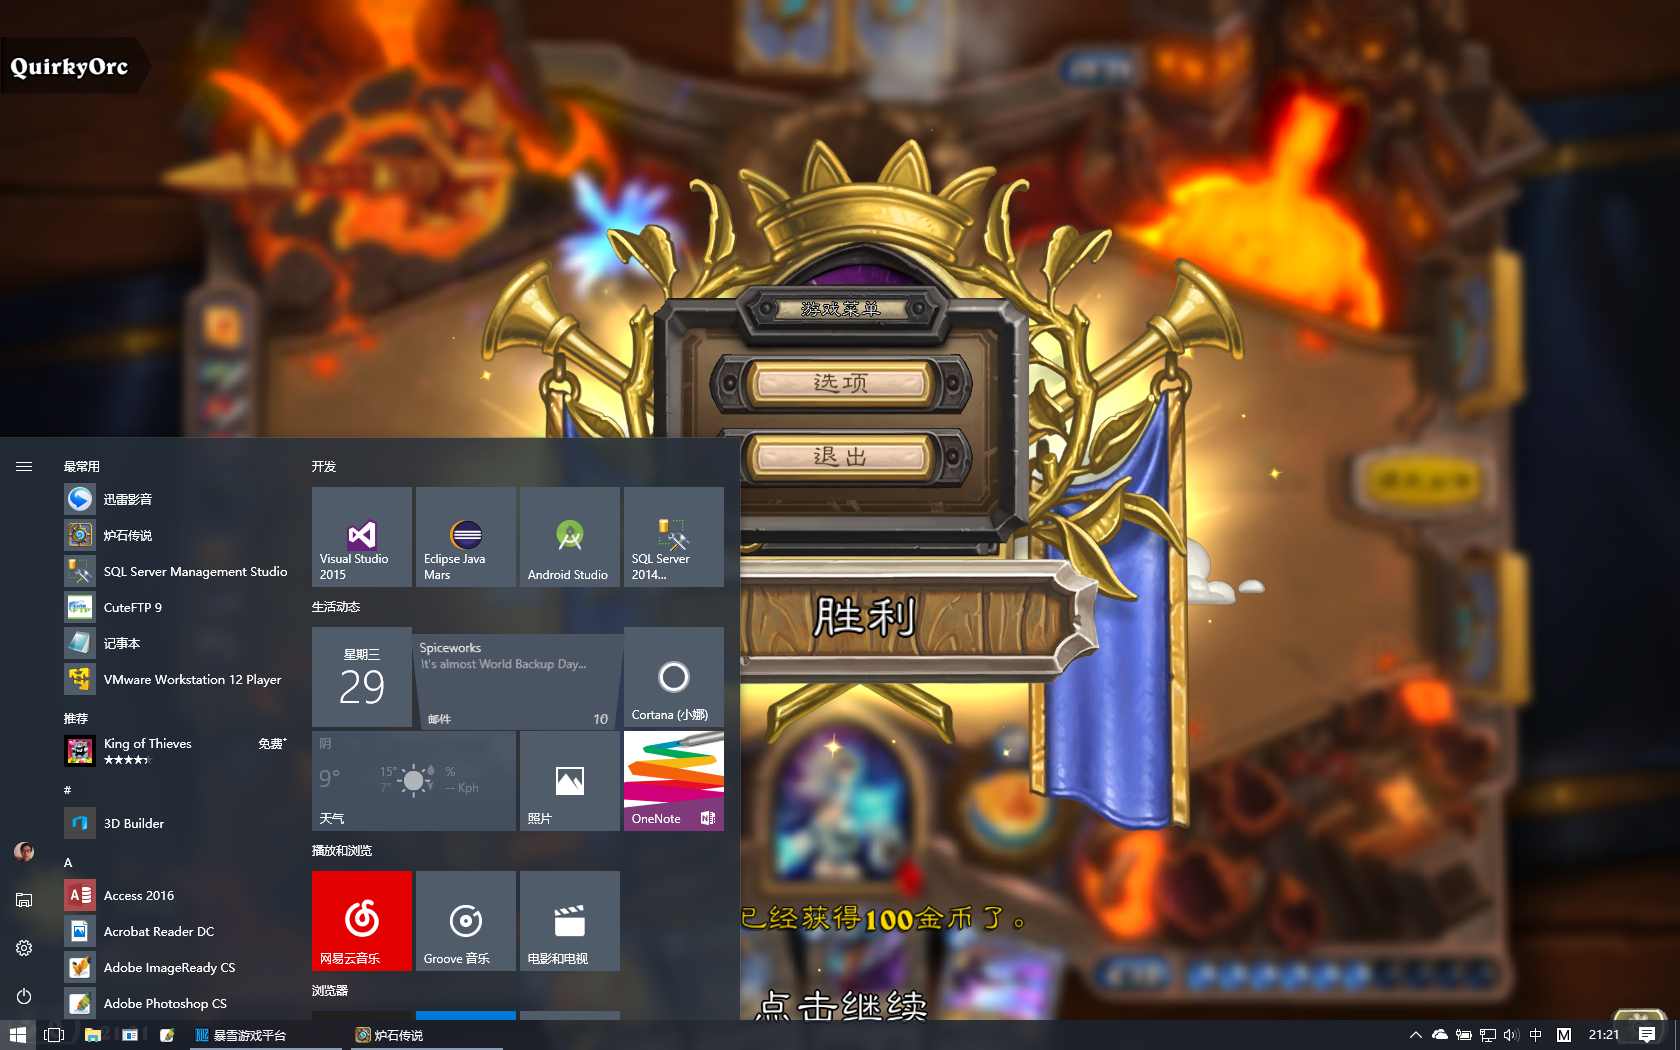 QuirkyOrc
游戏菜单
选项
退出
胜利
已经获得100金币了。
点击继续
最常用
迅雷影音
炉石传说
SQL Server Management Studio
CuteFTP 9
记事本
VMware Workstation 12 Player
推荐
King of Thieves
免费*
#
3D Builder
A
Access 2016
Acrobat Reader DC
Adobe ImageReady CS
Adobe Photoshop CS
开发
Visual Studio
2015
Eclipse Java
Mars
Android Studio
SQL Server
2014...
生活动态
星期三
29
Spiceworks
It's almost World Backup Day...
邮件
10
Cortana (小娜)
阴
9°
15°
7°
%
-- Kph
天气
照片
OneNote
播放和浏览
网易云音乐
Groove 音乐
电影和电视
浏览器
暴雪游戏平台
炉石传说
中
M
21:21